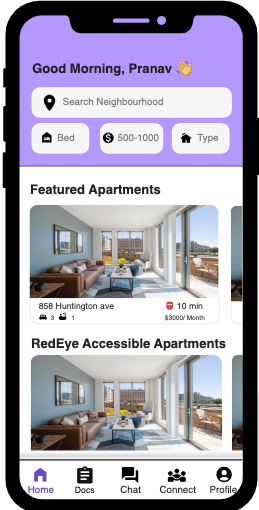 Good Morning, Pranav 👋
Search Neighbourhood
Bed 500-1000 Type
Featured Apartments
858 Huntington ave 10 min
3 1 $3000/ Month
RedEye Accessible Apartments
Home Docs Chat Connect Profile